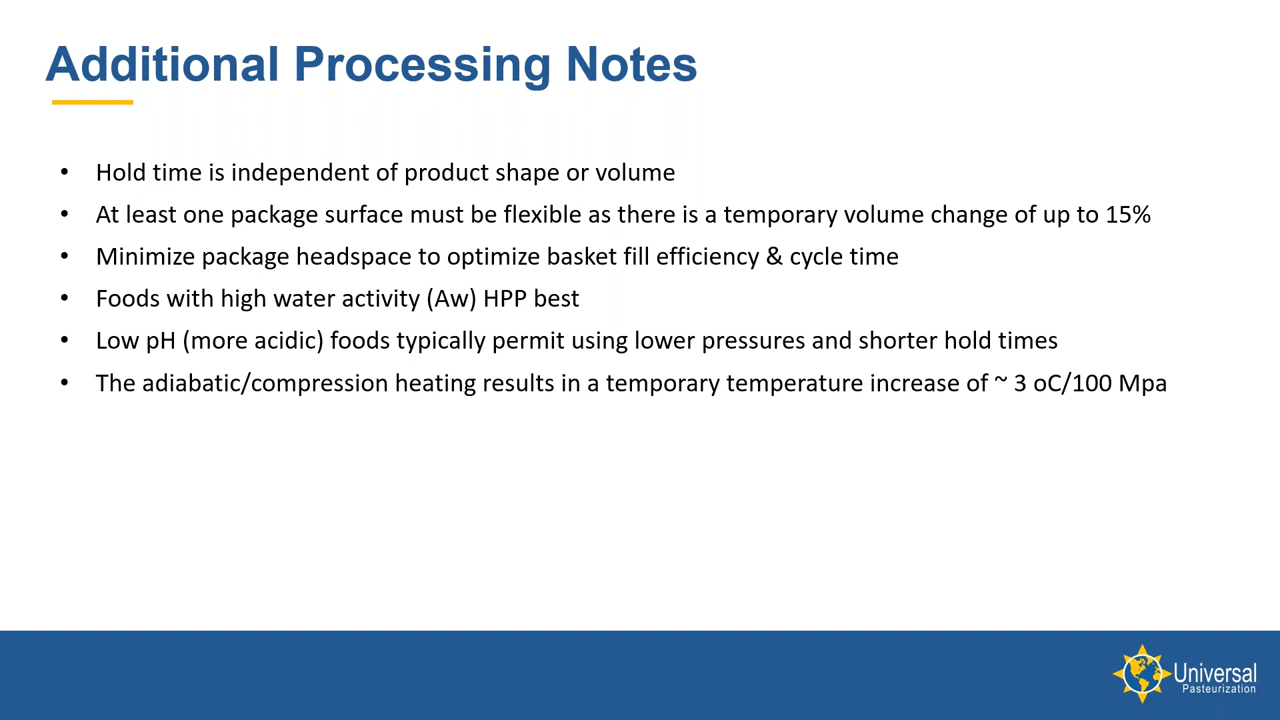 Additional Processing Notes
• Hold time is independent of product shape or volume
• At least one package surface must be flexible as there is a temporary volume change of up to 15%
• Minimize package headspace to optimize basket fill efficiency & cycle time
• Foods with high water activity (Aw) HPP best
• Low pH (more acidic) foods typically permit using lower pressures and shorter hold times
• The adiabatic/compression heating results in a temporary temperature increase of ~ 3 oC/100 Mpa
Universal
Pasteurization